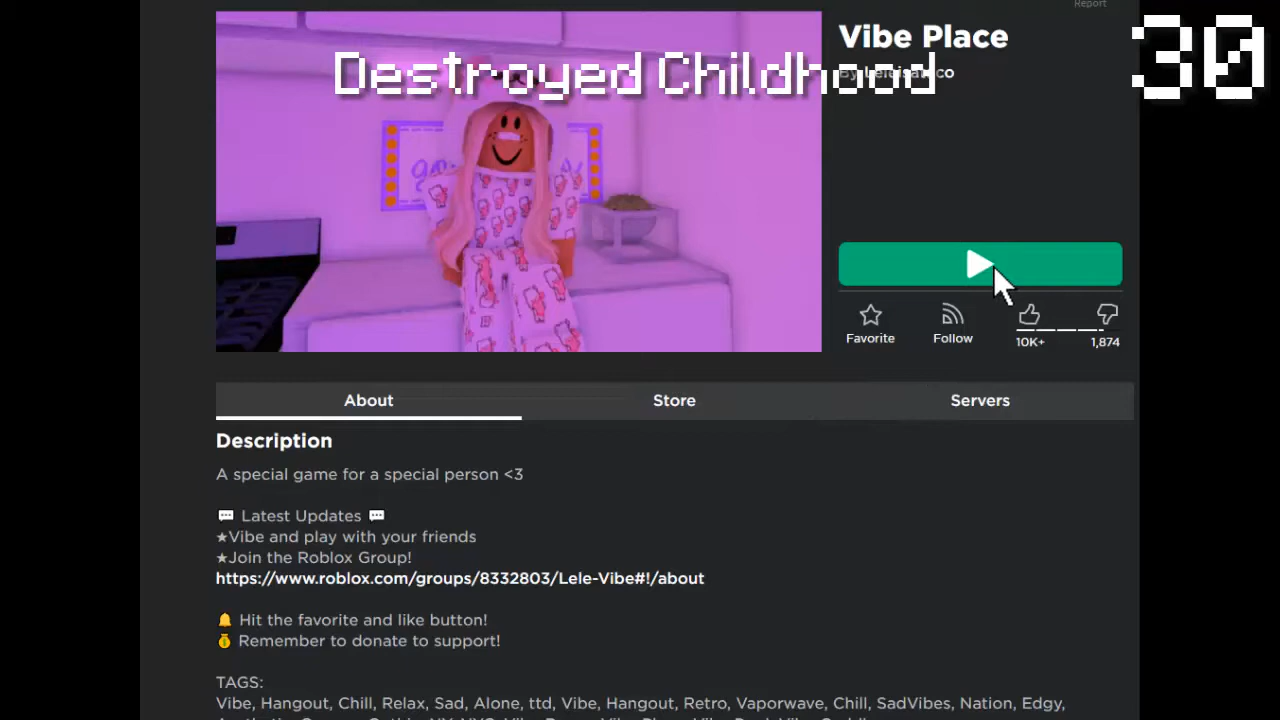 Report
Vibe Place
30
Destroyed Childhood
Favorite
Follow
10K+
1,874
About
Store
Servers
Description
A special game for a special person <3
💬 Latest Updates 💬
★Vibe and play with your friends
★Join the Roblox Group!
https://www.roblox.com/groups/8332803/Lele-Vibe#!/about
🔔 Hit the favorite and like button!
💰 Remember to donate to support!
TAGS:
Vibe, Hangout, Chill, Relax, Sad, Alone, ttd, Vibe, Hangout, Retro, Vaporwave, Chill, SadVibes, Nation, Edgy,